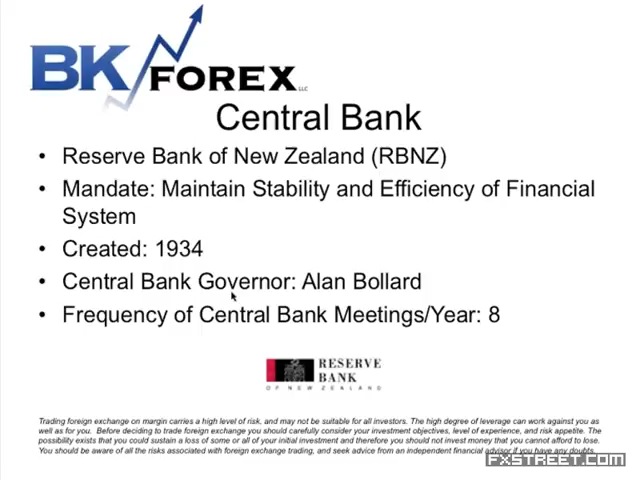 BK FOREX LLC
Central Bank
• Reserve Bank of New Zealand (RBNZ)
• Mandate: Maintain Stability and Efficiency of Financial
System
• Created: 1934
• Central Bank Governor: Alan Bollard
• Frequency of Central Bank Meetings/Year: 8
RESERVE
BANK
OF NEW ZEALAND
Trading foreign exchange on margin carries a high level of risk, and may not be suitable for all investors. The high degree of leverage can work against you as
well as for you. Before deciding to trade foreign exchange you should carefully consider your investment objectives, level of experience, and risk appetite. The
possibility exists that you could sustain a loss of some or all of your initial investment and therefore you should not invest money that you cannot afford to lose.
You should be aware of all the risks associated with foreign exchange trading, and seek advice from an independent financial advisor if you have any doubts.
FXSTREET.COM